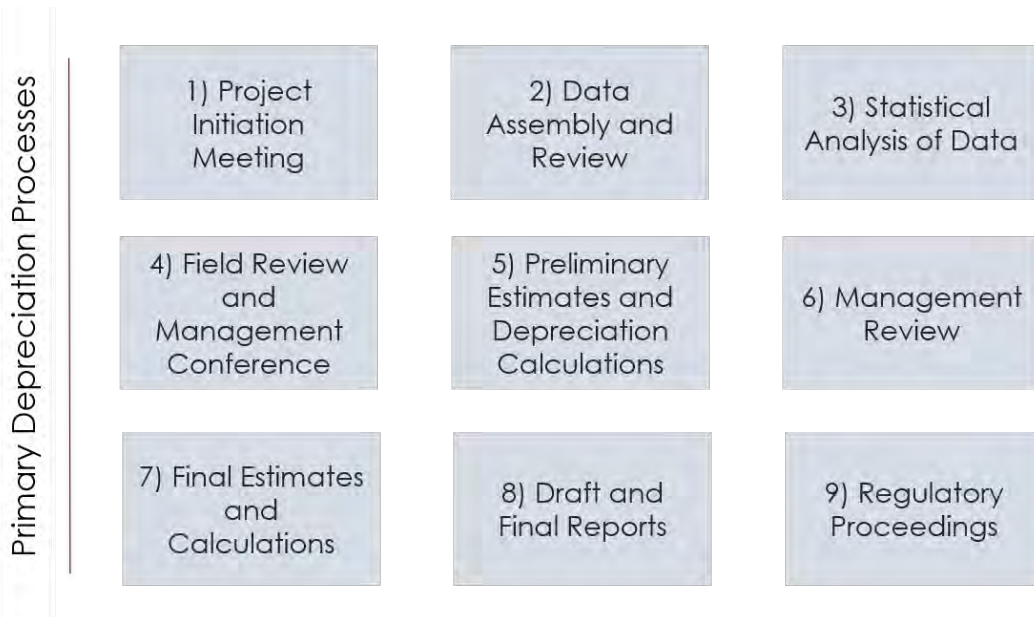 Primary Depreciation Processes
1) Project
Initiation
Meeting
2) Data
Assembly and
Review
3) Statistical
Analysis of Data
4) Field Review
and
Management
Conference
5) Preliminary
Estimates and
Depreciation
Calculations
6) Management
Review
7) Final Estimates
and
Calculations
8) Draft and
Final Reports
9) Regulatory
Proceedings